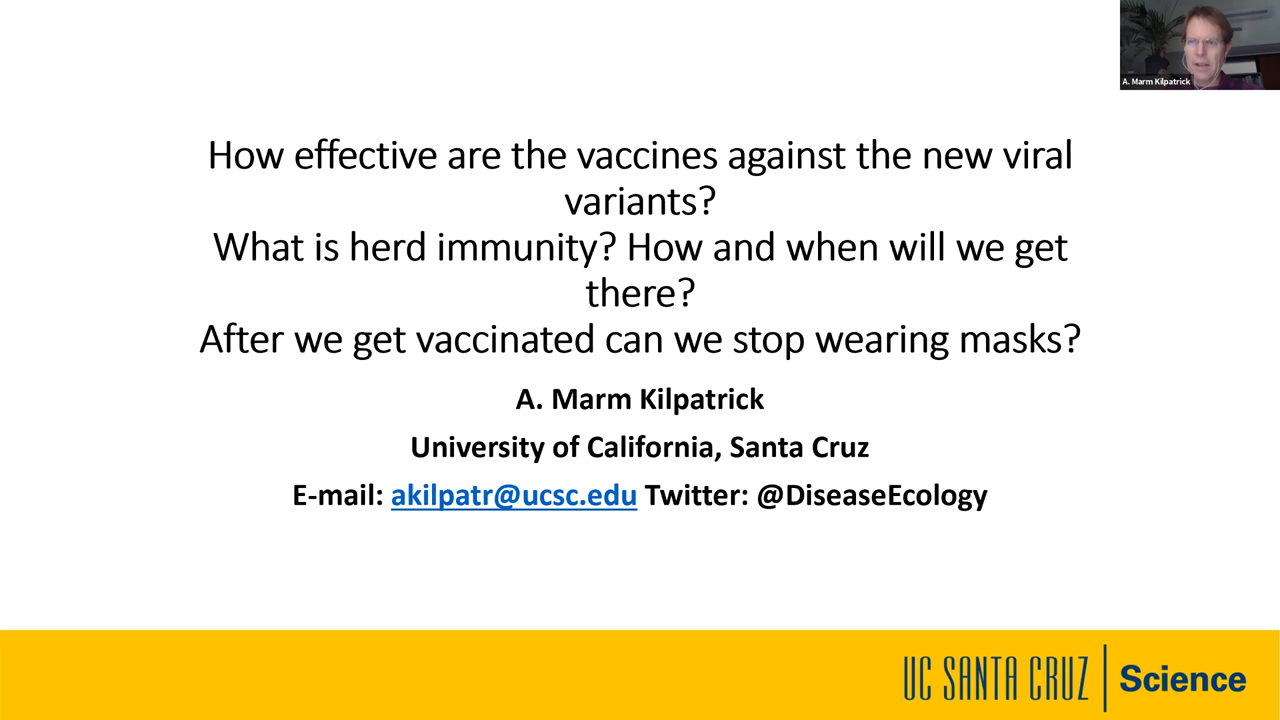 A. Marm Kilpatrick
How effective are the vaccines against the new viral
variants?
What is herd immunity? How and when will we get
there?
After we get vaccinated can we stop wearing masks?
A. Marm Kilpatrick
University of California, Santa Cruz
E-mail: akilpatr@ucsc.edu Twitter: @DiseaseEcology
UC SANTA CRUZ Science